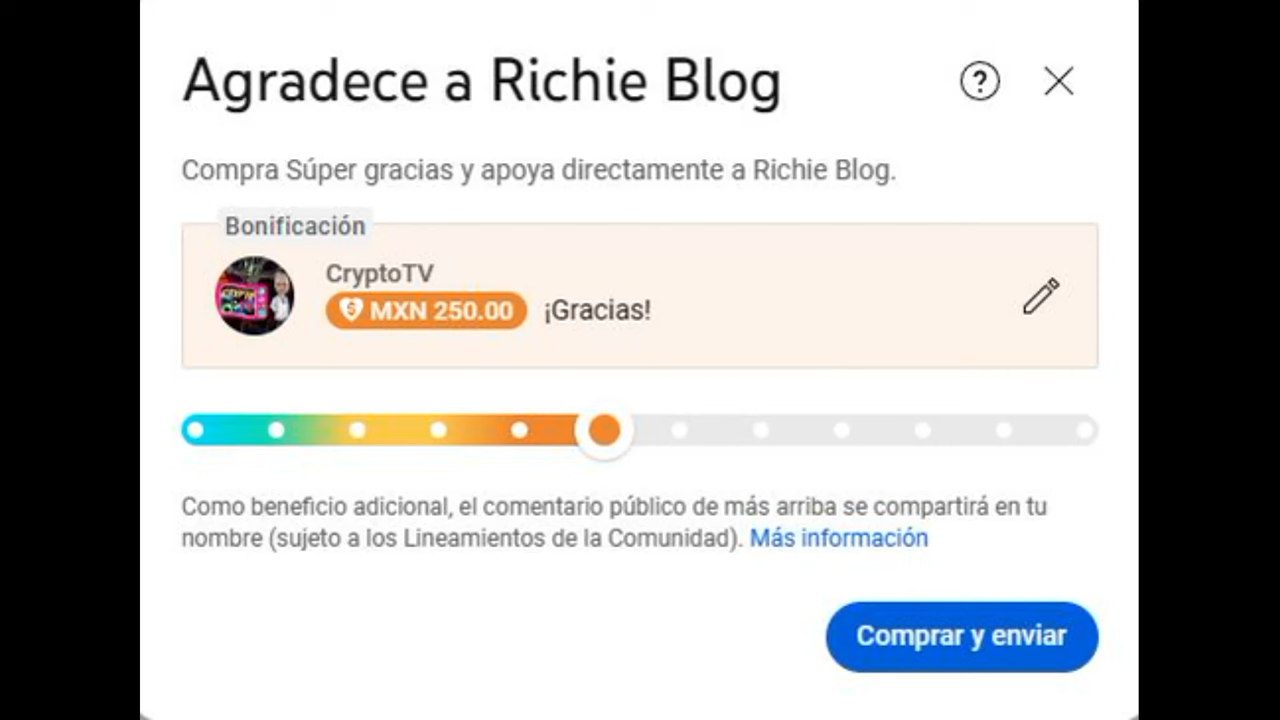 Agradece a Richie Blog
Compra Súper gracias y apoya directamente a Richie Blog.
Bonificación
CryptoTV
MXN 250.00 ¡Gracias!
Como beneficio adicional, el comentario público de más arriba se compartirá en tu
nombre (sujeto a los Lineamientos de la Comunidad). Más información
Comprar y enviar